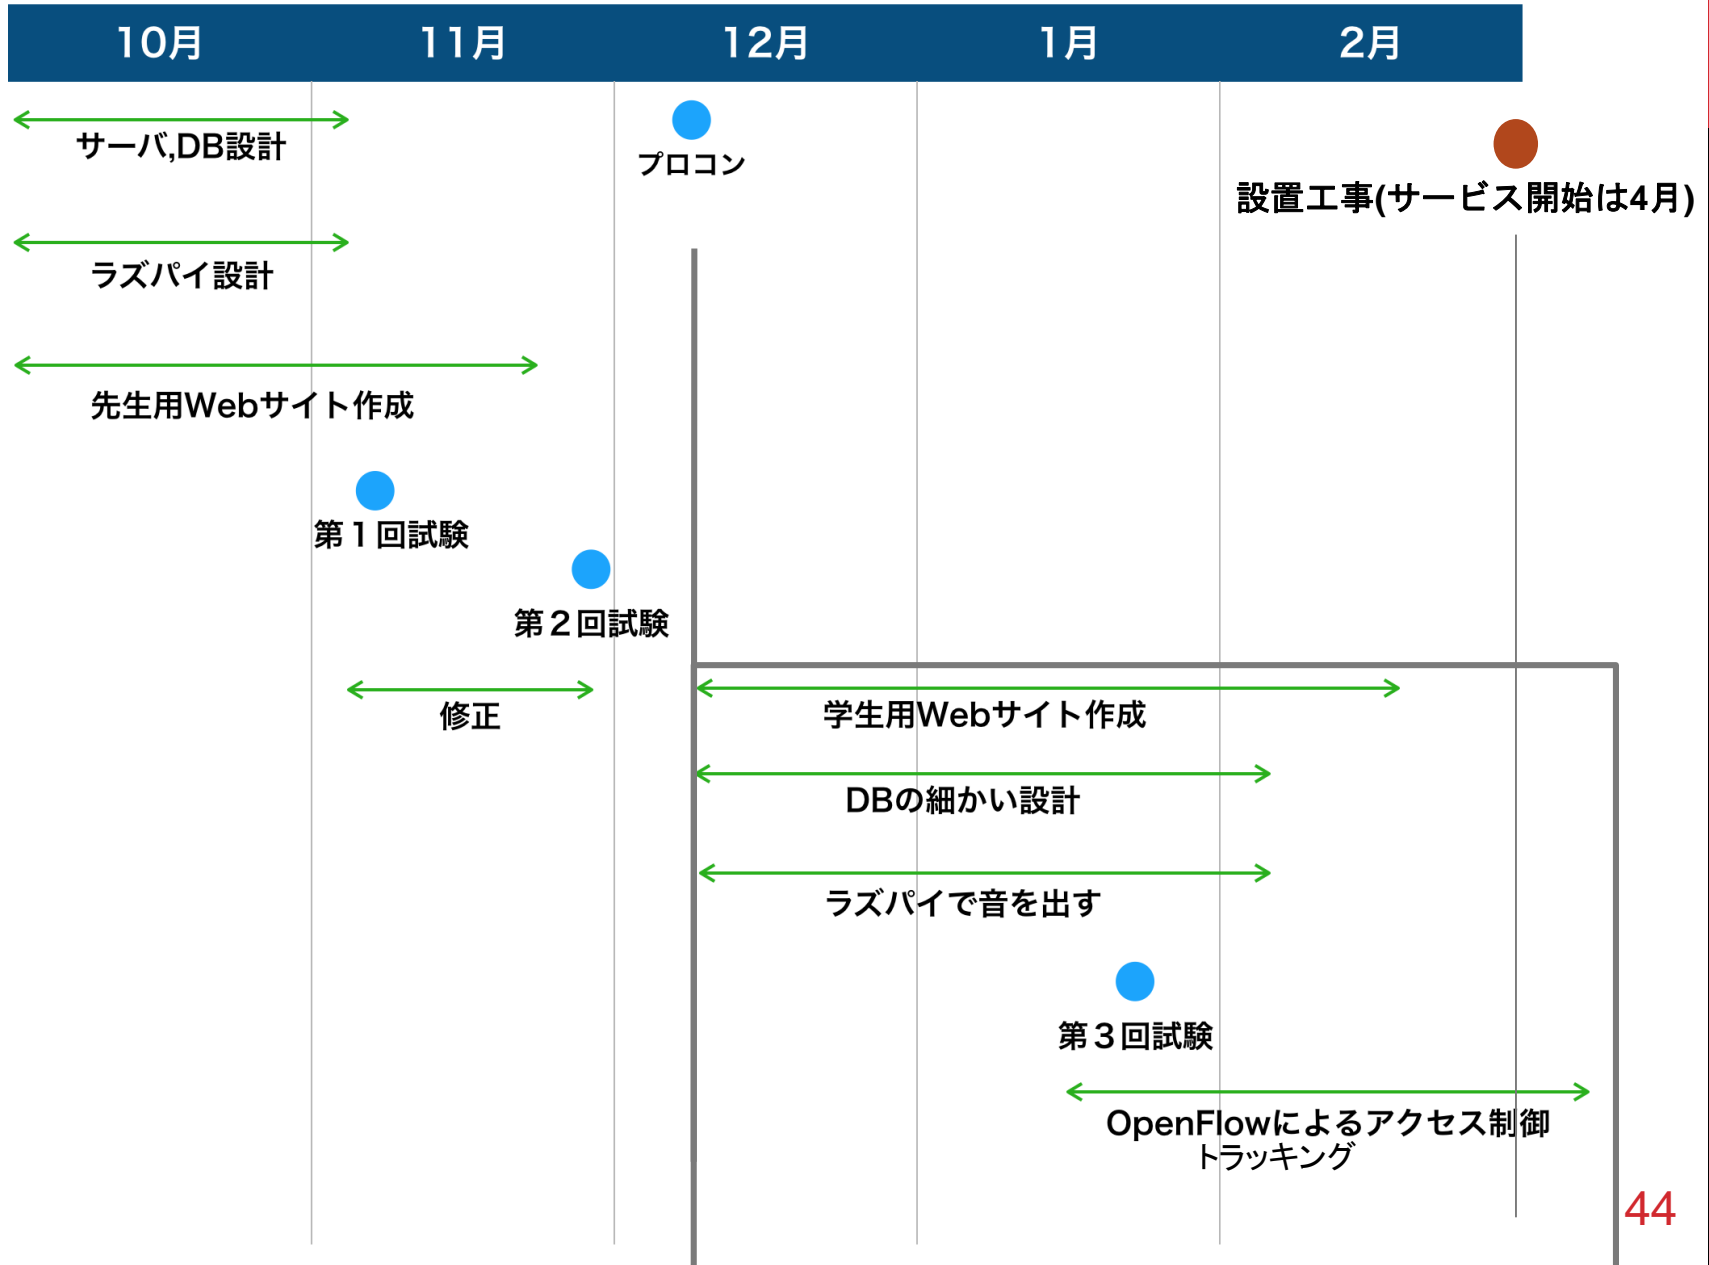 10月 11月 12月 1月 2月
サーバ,DB設計
プロコン
設置工事(サービス開始は4月)
ラズパイ設計
先生用Webサイト作成
第1回試験
第2回試験
修正
学生用Webサイト作成
DBの細かい設計
ラズパイで音を出す
第3回試験
OpenFlowによるアクセス制御
トラッキング
44